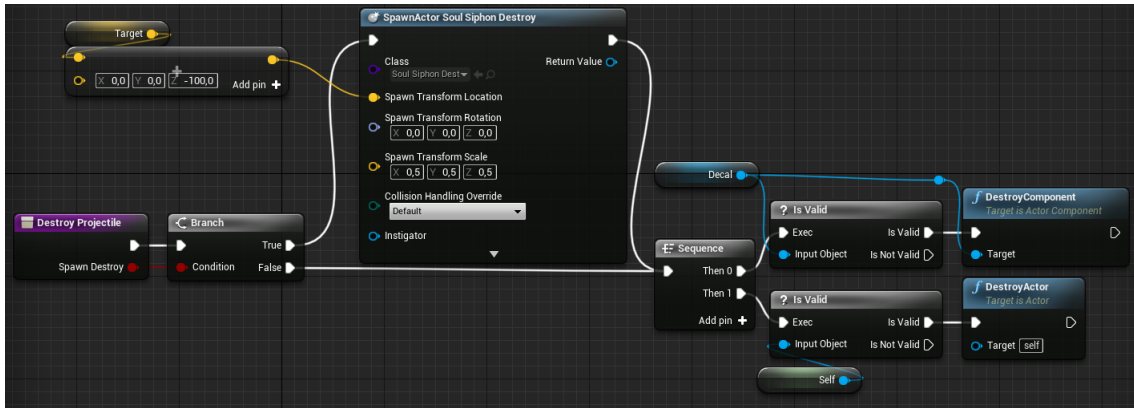 Target
X 0,0 Y 0,0 Z -100,0
Add pin +
SpawnActor Soul Siphon Destroy
Class
Soul Siphon Dest
Return Value
Spawn Transform Location
Spawn Transform Rotation
X 0,0 Y 0,0 Z 0,0
Spawn Transform Scale
X 0,5 Y 0,5 Z 0,5
Collision Handling Override
Default
Instigator
Destroy Projectile
Spawn Destroy
Branch
True
Condition
False
Sequence
Then 0
Then 1
Add pin +
Decal
? Is Valid
Exec
Is Valid
Input Object
Is Not Valid
f DestroyComponent
Target is Actor Component
Target
? Is Valid
Exec
Is Valid
Input Object
Is Not Valid
f DestroyActor
Target is Actor
Target self
Self